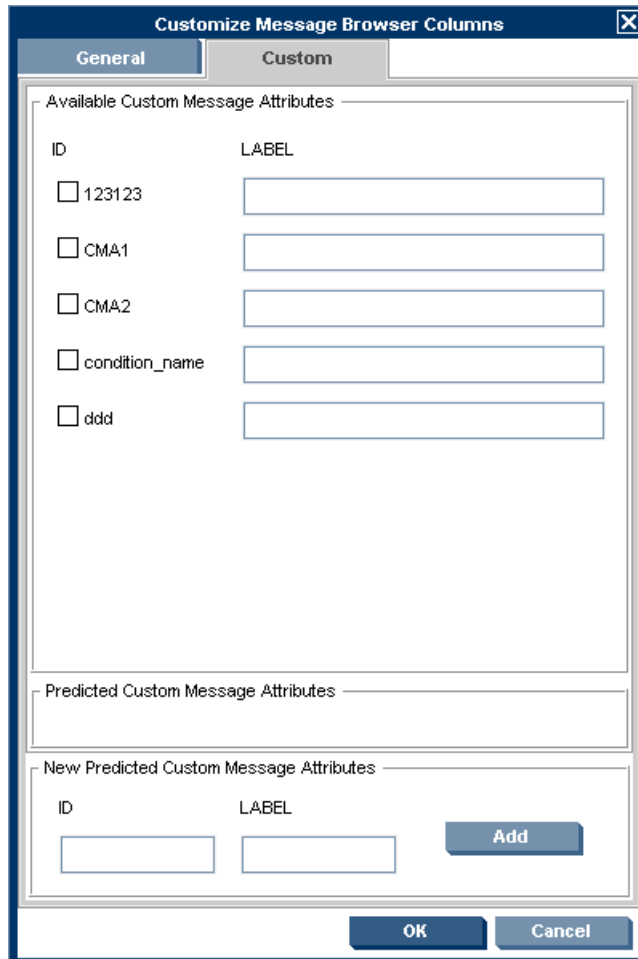 Customize Message Browser Columns
General Custom
Available Custom Message Attributes
ID LABEL
123123
CMA1
CMA2
condition_name
ddd
Predicted Custom Message Attributes
New Predicted Custom Message Attributes
ID LABEL
Add
OK Cancel